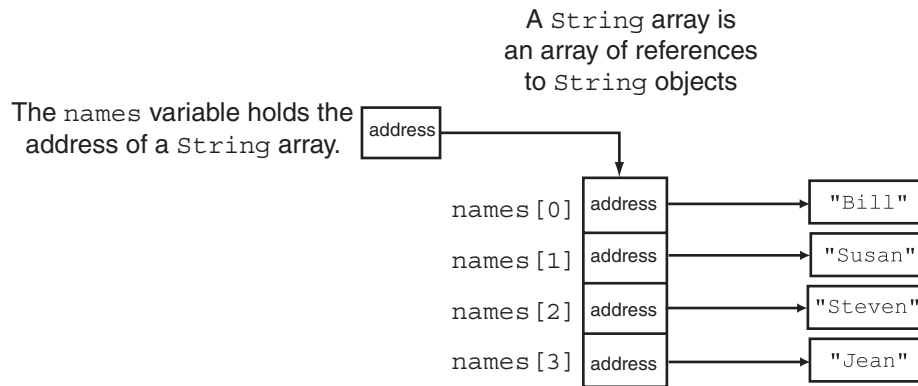 A String array is
an array of references
to String objects
The names variable holds the
address of a String array.
address
names[0] address "Bill"
names[1] address "Susan"
names[2] address "Steven"
names[3] address "Jean"